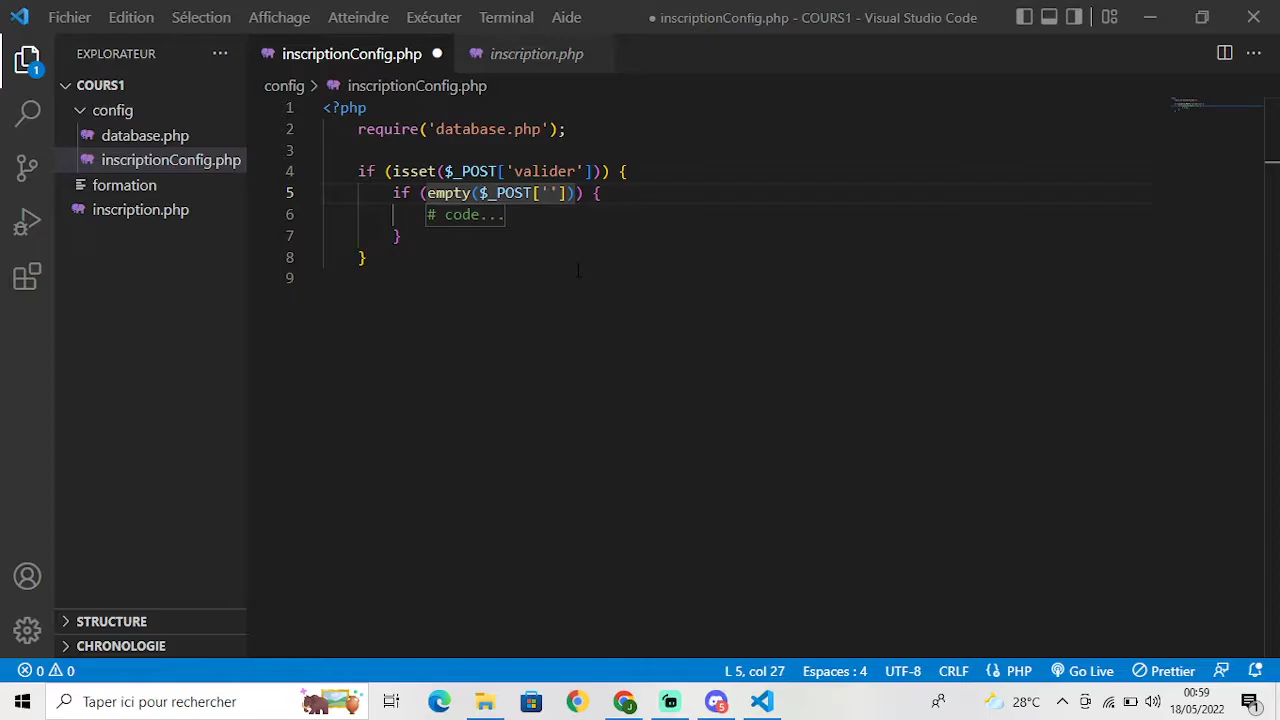 Fichier Edition Sélection Affichage Atteindre Exécuter Terminal Aide ● inscriptionConfig.php - COURS1 - Visual Studio Code
EXPLORATEUR ...
inscriptionConfig.php
inscription.php
1
COURS1
config > inscriptionConfig.php
config
database.php
inscriptionConfig.php
formation
inscription.php
1 <?php
2 require('database.php');
3
4 if (isset($_POST['valider'])) {
5 if (empty($_POST[''])) {
6 # code...
7 }
8 }
9
STRUCTURE
CHRONOLOGIE
0 0 L 5, col 27 Espaces : 4 UTF-8 CRLF PHP Go Live Prettier
Taper ici pour rechercher
5
28°C
00:59
18/05/2022
1